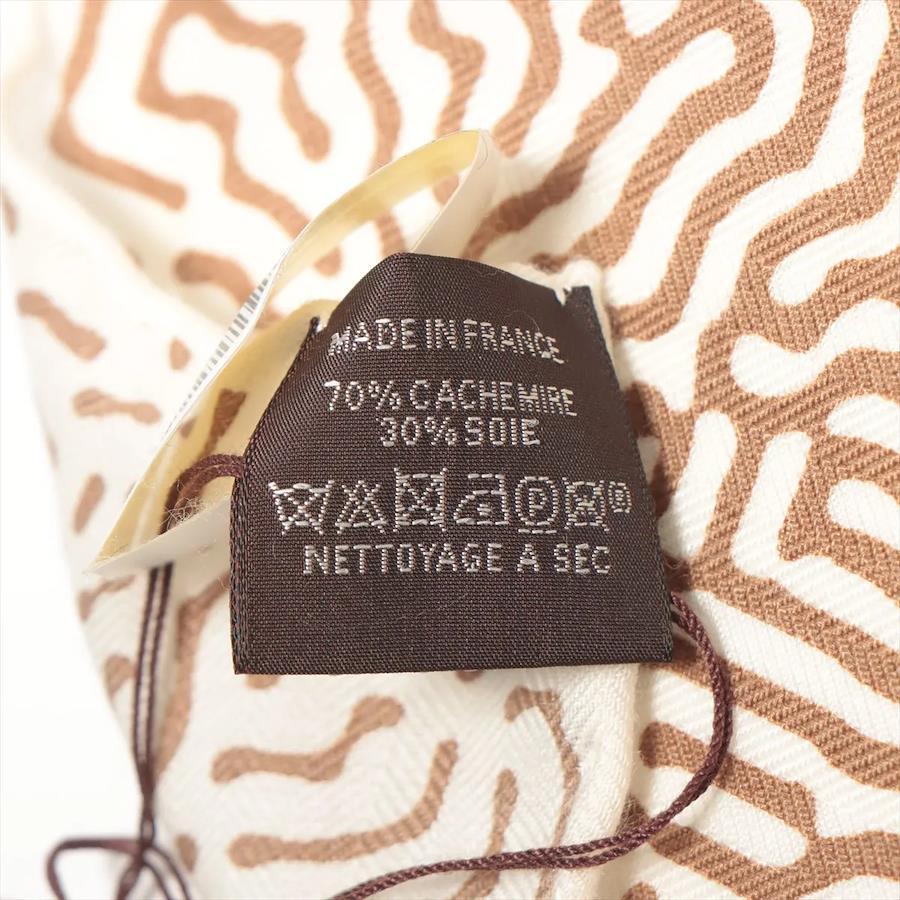 MADE IN FRANCE
70% CACHEMIRE
30% SOIE
P
NETTOYAGE A SEC